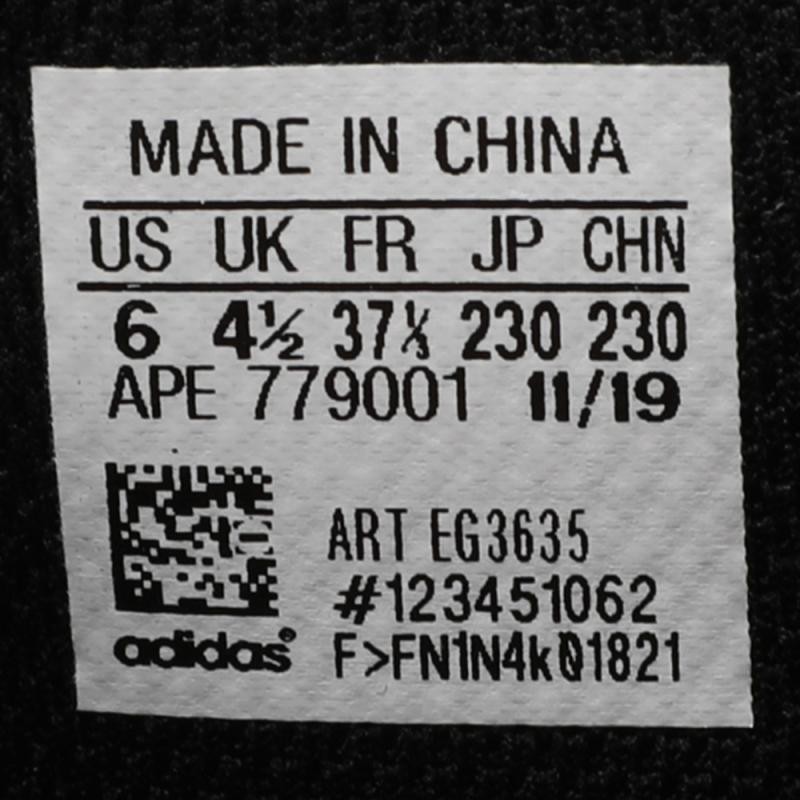 MADE IN CHINA
US UK FR JP CHN
6 4½ 37⅓ 230 230
APE 779001 11/19
ART EG3635
#123451062
adidas®
F>FN1N4k01821